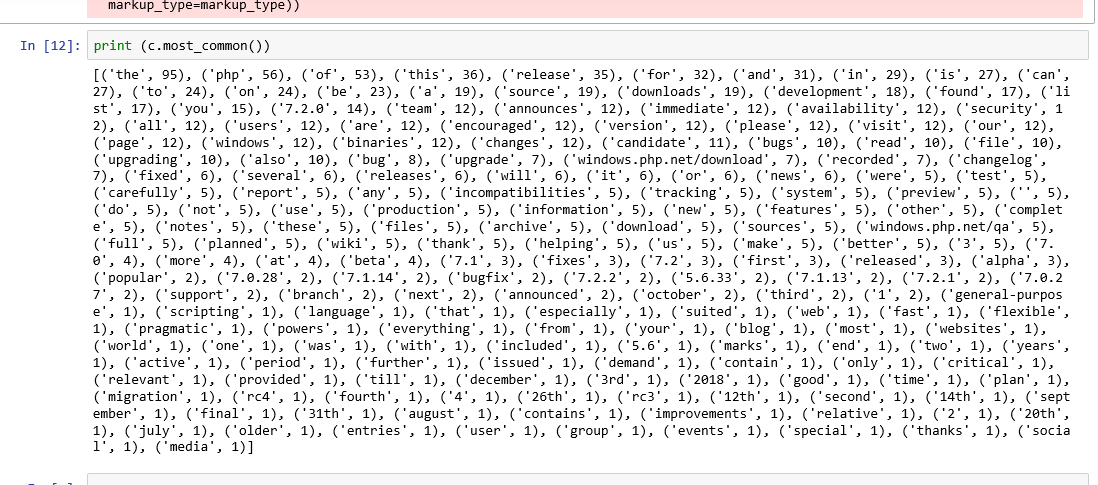 markup_type=markup_type))
In [12]: print (c.most_common())
[('the', 95), ('php', 56), ('of', 53), ('this', 36), ('release', 35), ('for', 32), ('and', 31), ('in', 29), ('is', 27), ('can',
27), ('to', 24), ('on', 24), ('be', 23), ('a', 19), ('source', 19), ('downloads', 19), ('development', 18), ('found', 17), ('li
st', 17), ('you', 15), ('7.2.0', 14), ('team', 12), ('announces', 12), ('immediate', 12), ('availability', 12), ('security', 1
2), ('all', 12), ('users', 12), ('are', 12), ('encouraged', 12), ('version', 12), ('please', 12), ('visit', 12), ('our', 12),
('page', 12), ('windows', 12), ('binaries', 12), ('changes', 12), ('candidate', 11), ('bugs', 10), ('read', 10), ('file', 10),
('upgrading', 10), ('also', 10), ('bug', 8), ('upgrade', 7), ('windows.php.net/download', 7), ('recorded', 7), ('changelog',
7), ('fixed', 6), ('several', 6), ('releases', 6), ('will', 6), ('it', 6), ('or', 6), ('news', 6), ('were', 5), ('test', 5),
('carefully', 5), ('report', 5), ('any', 5), ('incompatibilities', 5), ('tracking', 5), ('system', 5), ('preview', 5), ('', 5),
('do', 5), ('not', 5), ('use', 5), ('production', 5), ('information', 5), ('new', 5), ('features', 5), ('other', 5), ('complet
e', 5), ('notes', 5), ('these', 5), ('files', 5), ('archive', 5), ('download', 5), ('sources', 5), ('windows.php.net/qa', 5),
('full', 5), ('planned', 5), ('wiki', 5), ('thank', 5), ('helping', 5), ('us', 5), ('make', 5), ('better', 5), ('3', 5), ('7.
0', 4), ('more', 4), ('at', 4), ('beta', 4), ('7.1', 3), ('fixes', 3), ('7.2', 3), ('first', 3), ('released', 3), ('alpha', 3),
('popular', 2), ('7.0.28', 2), ('7.1.14', 2), ('bugfix', 2), ('7.2.2', 2), ('5.6.33', 2), ('7.1.13', 2), ('7.2.1', 2), ('7.0.2
7', 2), ('support', 2), ('branch', 2), ('next', 2), ('announced', 2), ('october', 2), ('third', 2), ('1', 2), ('general-purpos
e', 1), ('scripting', 1), ('language', 1), ('that', 1), ('especially', 1), ('suited', 1), ('web', 1), ('fast', 1), ('flexible',
1), ('pragmatic', 1), ('powers', 1), ('everything', 1), ('from', 1), ('your', 1), ('blog', 1), ('most', 1), ('websites', 1),
('world', 1), ('one', 1), ('was', 1), ('with', 1), ('included', 1), ('5.6', 1), ('marks', 1), ('end', 1), ('two', 1), ('years',
1), ('active', 1), ('period', 1), ('further', 1), ('issued', 1), ('demand', 1), ('contain', 1), ('only', 1), ('critical', 1),
('relevant', 1), ('provided', 1), ('till', 1), ('december', 1), ('3rd', 1), ('2018', 1), ('good', 1), ('time', 1), ('plan', 1),
('migration', 1), ('rc4', 1), ('fourth', 1), ('4', 1), ('26th', 1), ('rc3', 1), ('12th', 1), ('second', 1), ('14th', 1), ('sept
ember', 1), ('final', 1), ('31th', 1), ('august', 1), ('contains', 1), ('improvements', 1), ('relative', 1), ('2', 1), ('20th',
1), ('july', 1), ('older', 1), ('entries', 1), ('user', 1), ('group', 1), ('events', 1), ('special', 1), ('thanks', 1), ('socia
l', 1), ('media', 1)]